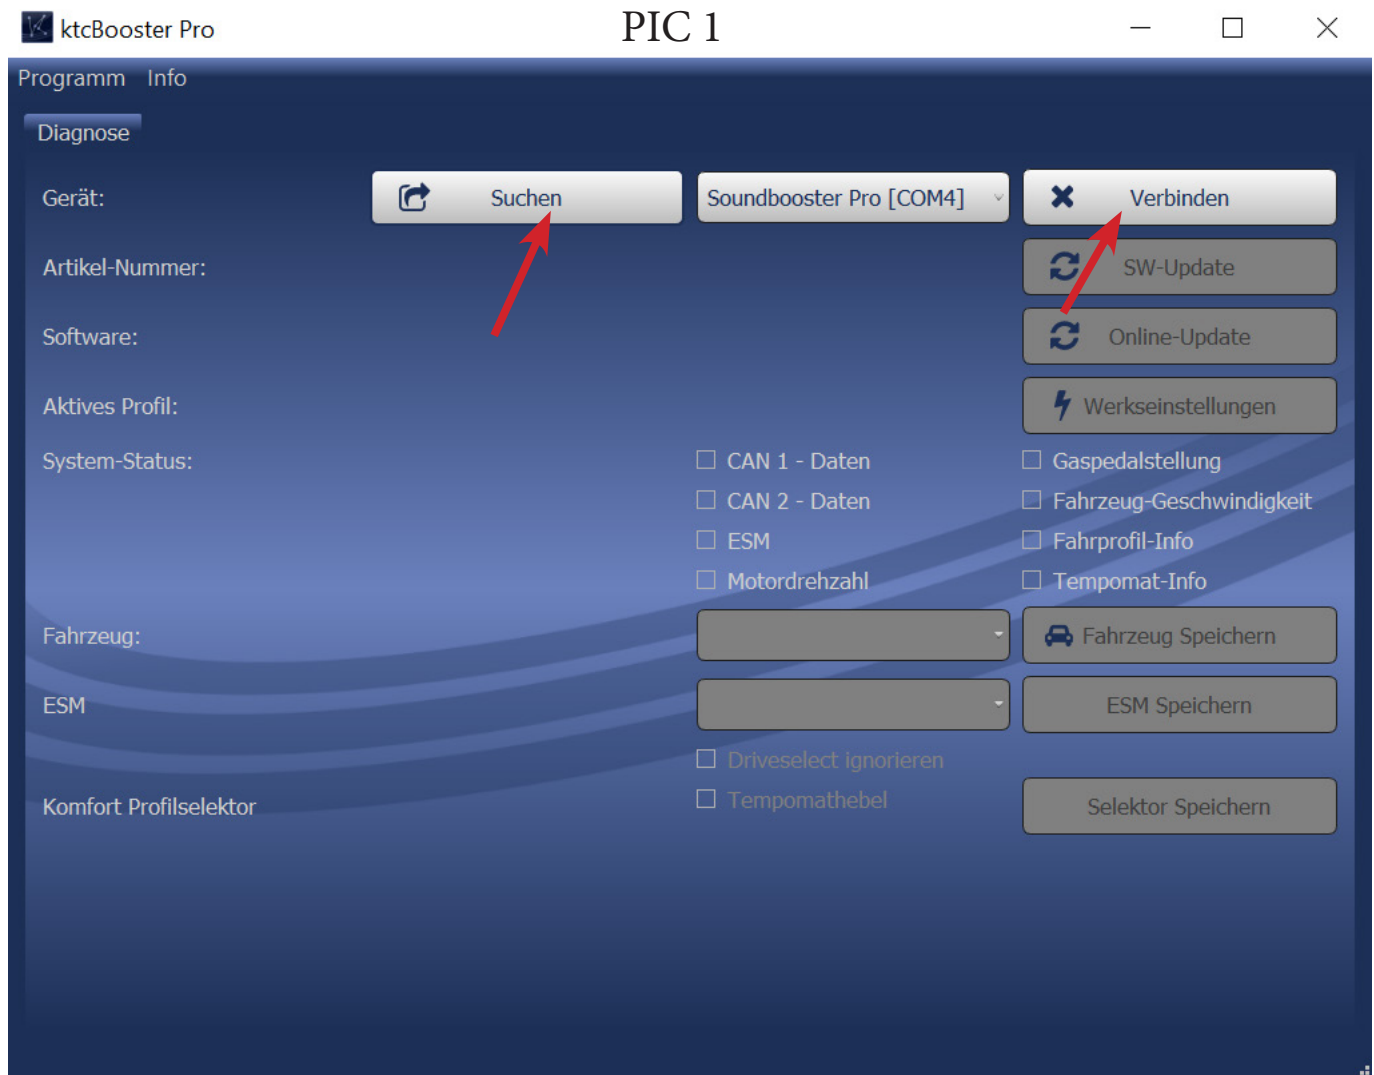 ktcBooster Pro
PIC 1
Programm Info
Diagnose
Gerät: Suchen Soundbooster Pro [COM4] Verbinden
Artikel-Nummer: SW-Update
Software: Online-Update
Aktives Profil: Werkseinstellungen
System-Status: CAN 1 - Daten Gaspedalstellung
CAN 2 - Daten Fahrzeug-Geschwindigkeit
ESM Fahrprofil-Info
Motordrehzahl Tempomat-Info
Fahrzeug: Fahrzeug Speichern
ESM ESM Speichern
Driveselect ignorieren
Komfort Profilselektor Tempomathebel Selektor Speichern